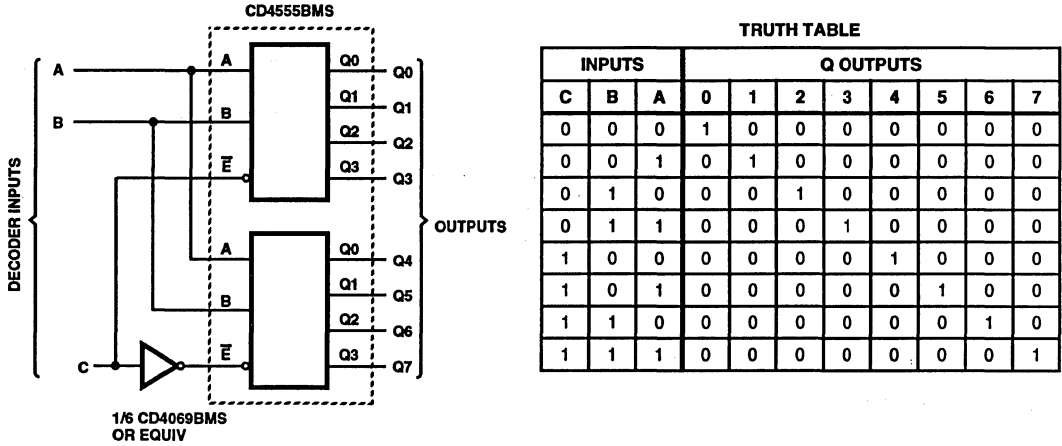 CD4555BMS
A
B
C
DECODER INPUTS
A
B
E̅
Q0
Q1
Q2
Q3
Q0
Q1
Q2
Q3
A
B
E̅
Q0
Q1
Q2
Q3
Q4
Q5
Q6
Q7
OUTPUTS
1/6 CD4069BMS
OR EQUIV
TRUTH TABLE
INPUTS Q OUTPUTS
C B A 0 1 2 3 4 5 6 7
0 0 0 1 0 0 0 0 0 0 0
0 0 1 0 1 0 0 0 0 0 0
0 1 0 0 0 1 0 0 0 0 0
0 1 1 0 0 0 1 0 0 0 0
1 0 0 0 0 0 0 1 0 0 0
1 0 1 0 0 0 0 0 1 0 0
1 1 0 0 0 0 0 0 0 1 0
1 1 1 0 0 0 0 0 0 0 1